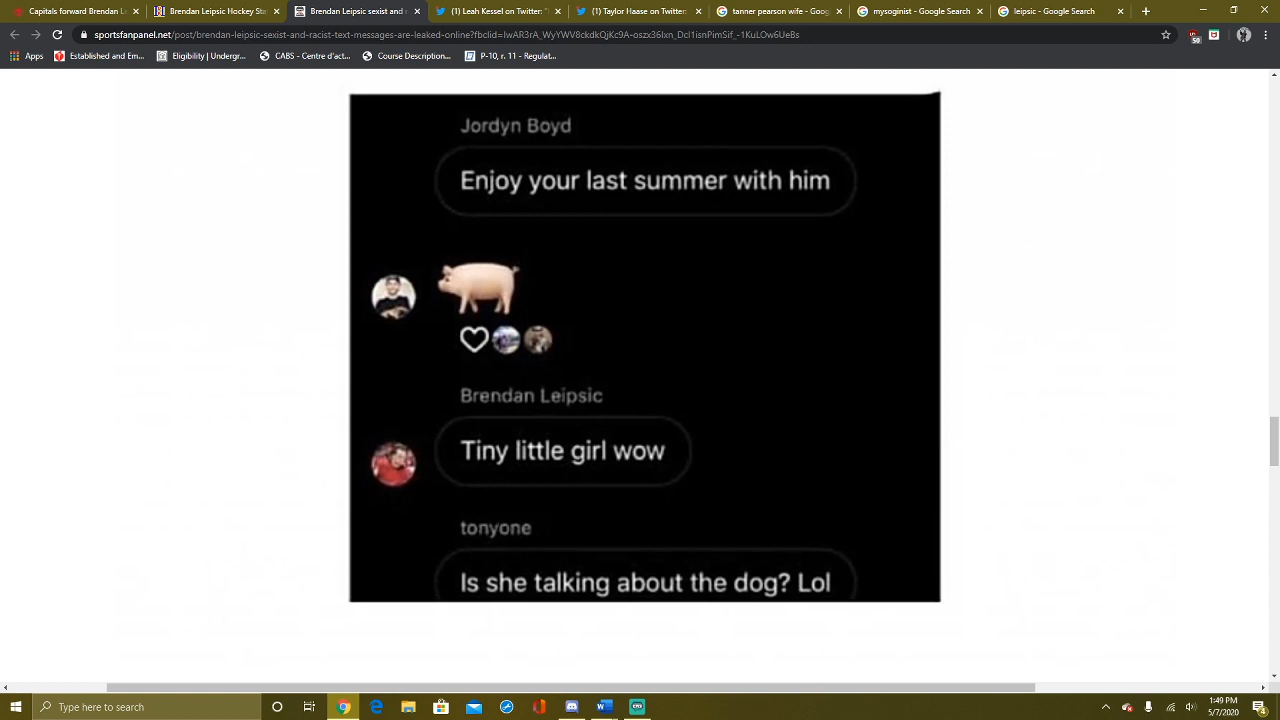 Capitals forward Brendan Le
Brendan Leipsic Hockey Sta
Brendan Leipsic sexist and r
(1) Leah Kessel on Twitter: "
(1) Taylor Haase on Twitter:
tanner pearson wife - Goog
mysoginist - Google Search
leipsic - Google Search
sportsfanpanel.net/post/brendan-leipsic-sexist-and-racist-text-messages-are-leaked-online?fbclid=
50
Apps
Established and Em...
Eligibility | Undergr...
CABS - Centre d'act...
Course Description...
P-10, r. 11 - Regulat...
Jordyn Boyd
Enjoy your last summer with him
Brendan Leipsic
Tiny little girl wow
tonyone
Is she talking about the dog? Lol
Type here to search
1:49 PM
5/7/2020